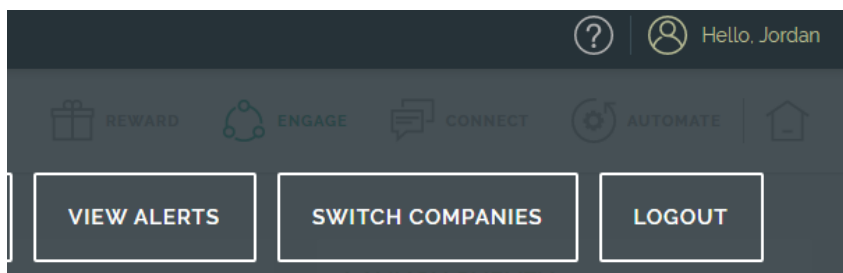 ? Hello, Jordan
REWARD ENGAGE CONNECT AUTOMATE
VIEW ALERTS SWITCH COMPANIES LOGOUT